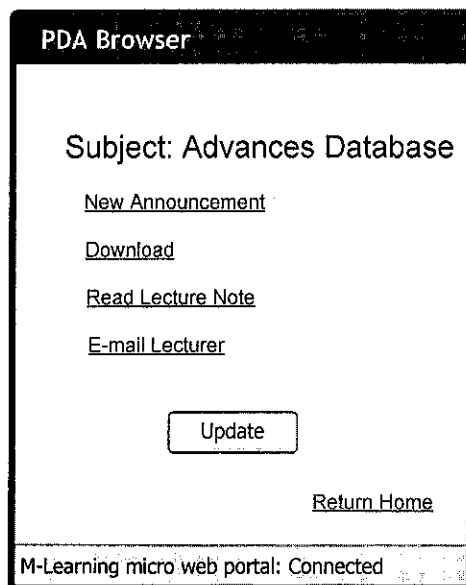 PDA Browser
Subject: Advances Database
New Announcement
Download
Read Lecture Note
E-mail Lecturer
Update
Return Home
M-Learning micro web portal: Connected